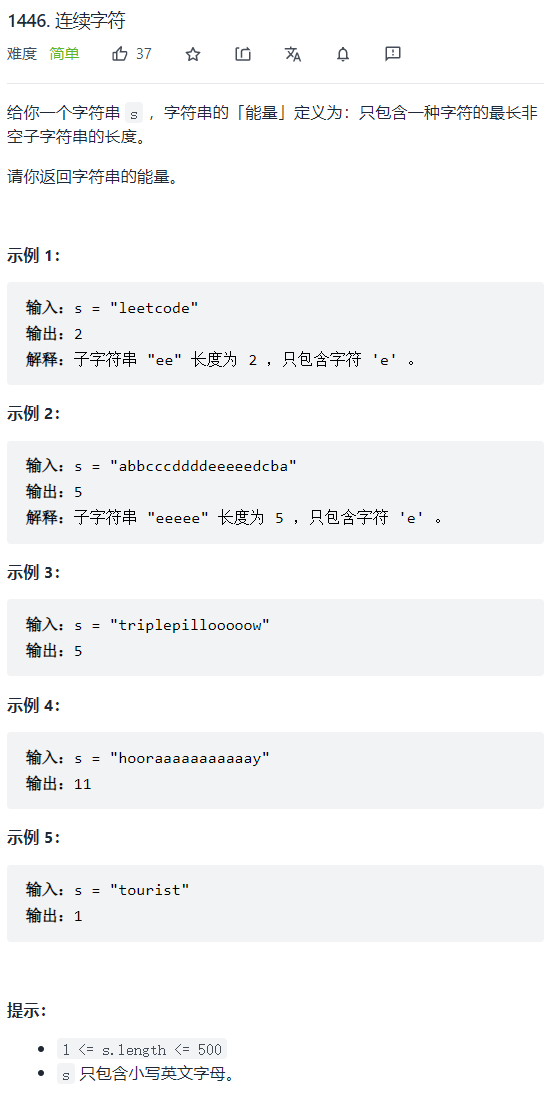 1446. 连续字符
难度 简单 37
给你一个字符串 s ，字符串的「能量」定义为：只包含一种字符的最长非
空子字符串的长度。
请你返回字符串的能量。
示例 1：
输入：s = "leetcode"
输出：2
解释：子字符串 "ee" 长度为 2 ，只包含字符 'e' 。
示例 2：
输入：s = "abbcccddddeeeeedcba"
输出：5
解释：子字符串 "eeeee" 长度为 5 ，只包含字符 'e' 。
示例 3：
输入：s = "triplepillooooow"
输出：5
示例 4：
输入：s = "hooraaaaaaaaaaay"
输出：11
示例 5：
输入：s = "tourist"
输出：1
提示：
1 <= s.length <= 500
s 只包含小写英文字母。